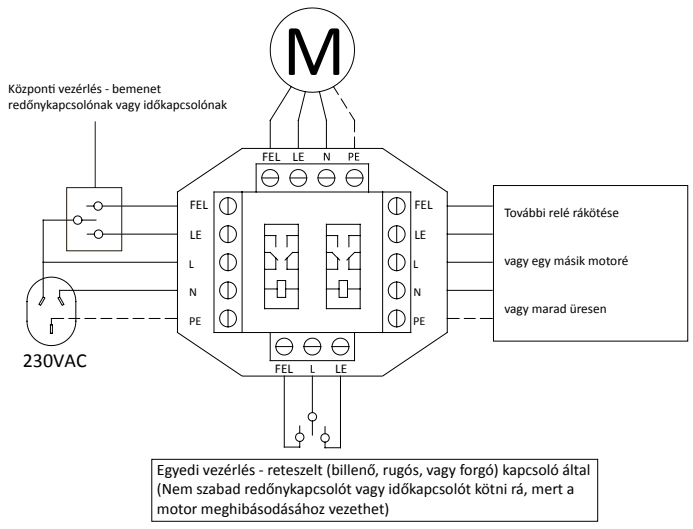 M
Központi vezérlés - bemenet
redőnykapcsolónak vagy időkapcsolónak
FEL LE N PE
FEL
LE
L
N
PE
FEL
LE
L
N
PE
További relé rákötése
vagy egy másik motoré
vagy marad üresen
230VAC
FEL L LE
Egyedi vezérlés - reteszelt (billenő, rugós, vagy forgó) kapcsoló által
(Nem szabad redőnykapcsolót vagy időkapcsolót kötni rá, mert a
motor meghibásodásához vezethet)